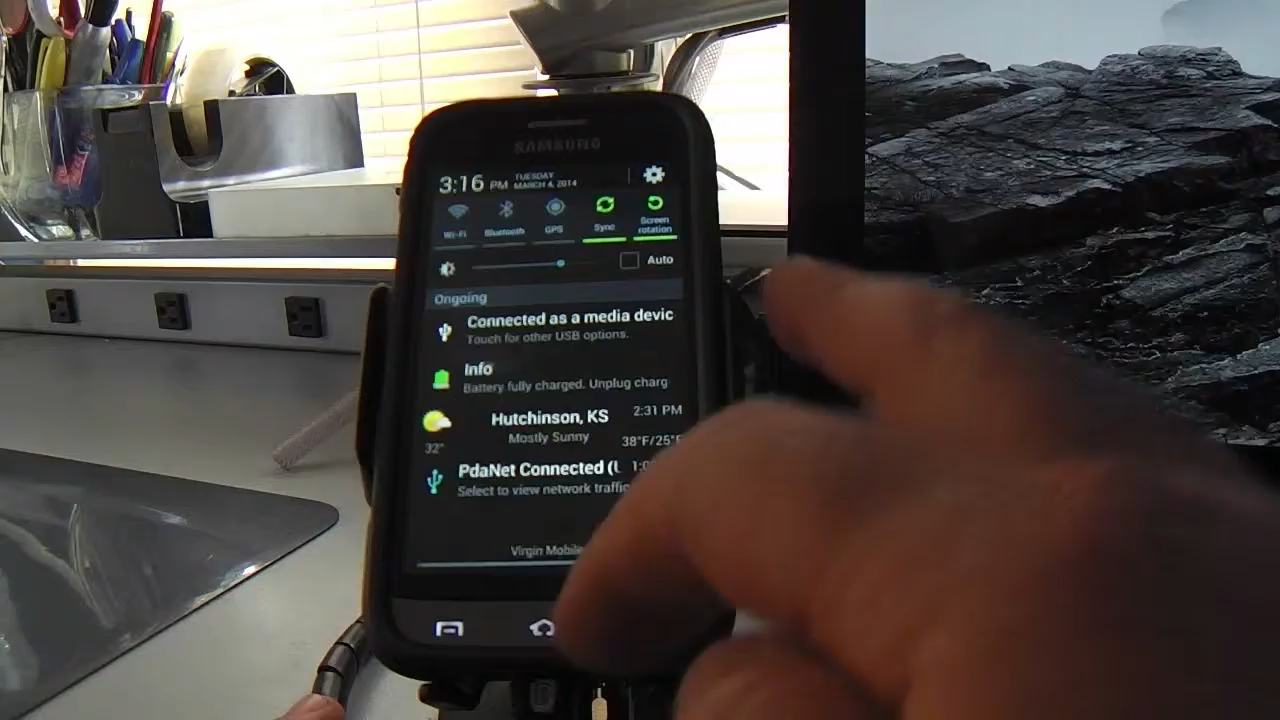 SAMSUNG
3:16 PM TUESDAY
MARCH 4, 2014
Wi-Fi Bluetooth GPS Sync Screen
rotation
Auto
Ongoing
Connected as a media devic
Touch for other USB options.
Info
Battery fully charged. Unplug charg
Hutchinson, KS 2:31 PM
32° Mostly Sunny 38°F/25°
PdaNet Connected (
Select to view network traffic
Virgin Mobile